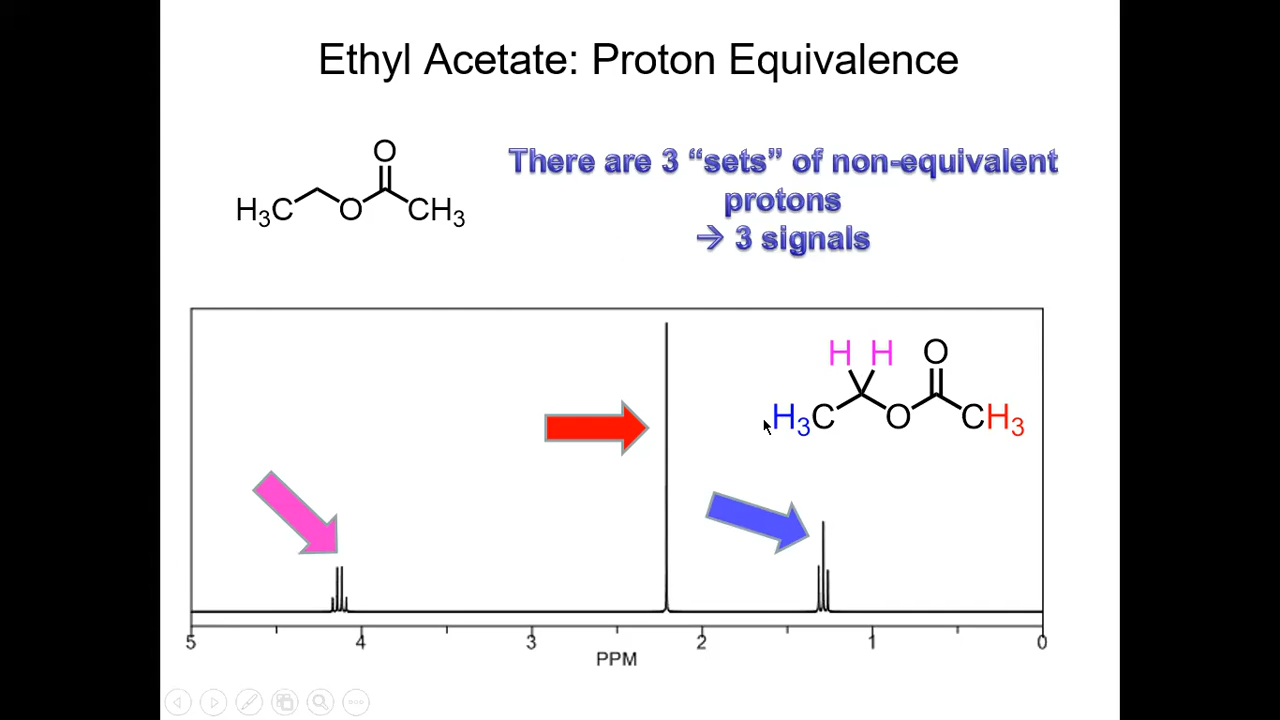 Ethyl Acetate: Proton Equivalence
O
H₃C O CH₃
There are 3 “sets” of non-equivalent
protons
→ 3 signals
H H O
H₃C O CH₃
5 4 3 2 1 0
PPM